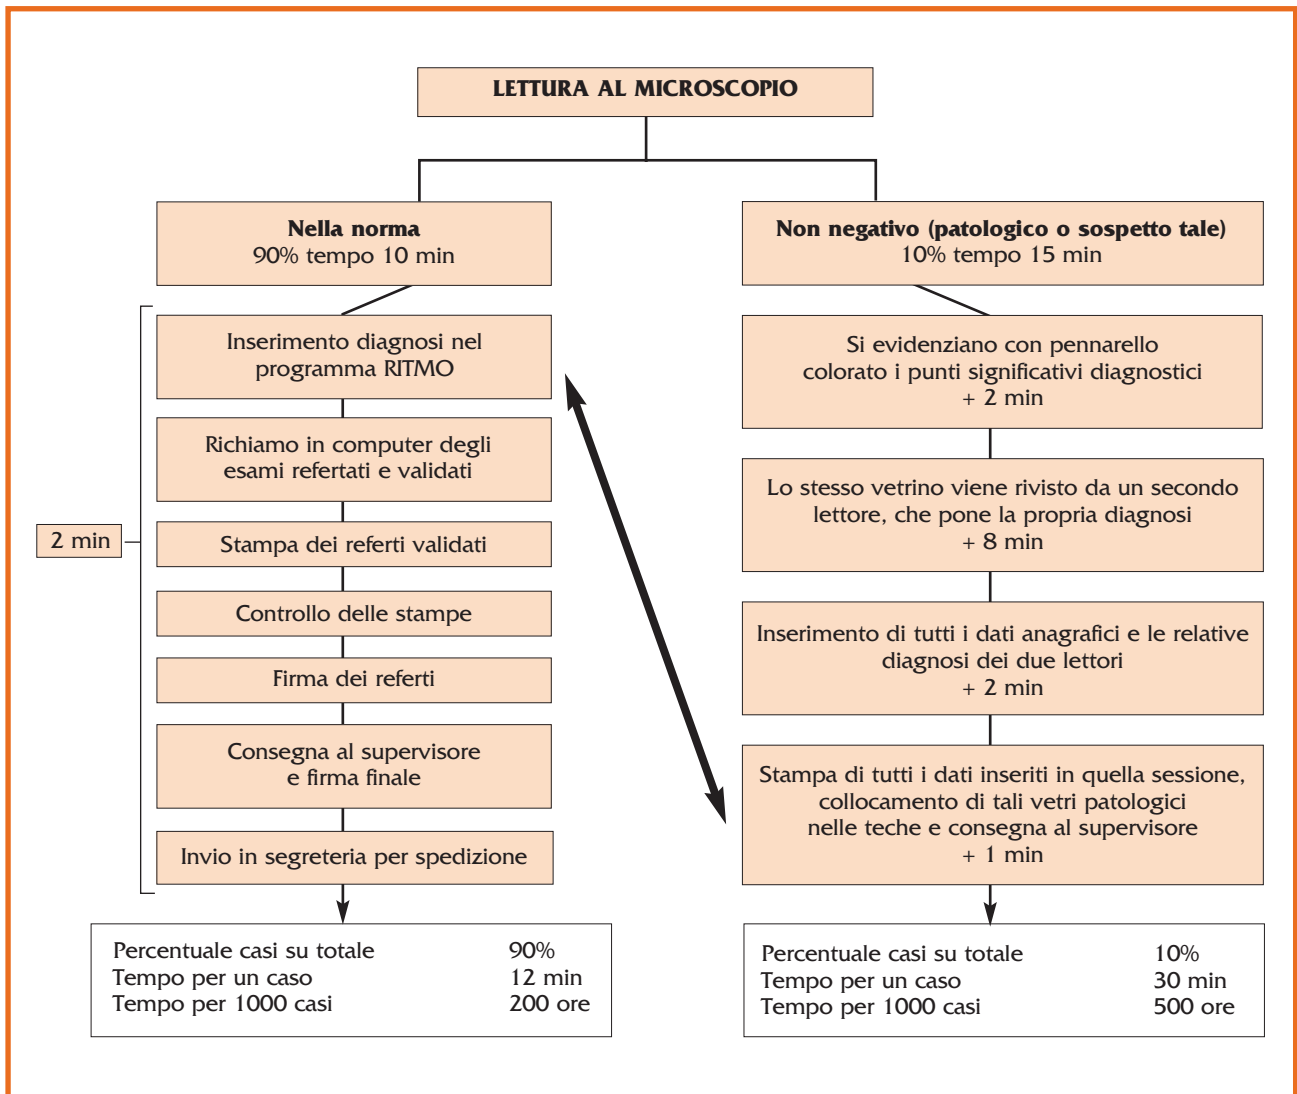 LETTURA AL MICROSCOPIO
Nella norma
90% tempo 10 min
Inserimento diagnosi nel
programma RITMO
Richiamo in computer degli
esami refertati e validati
Stampa dei referti validati
Controllo delle stampe
Firma dei referti
Consegna al supervisore
e firma finale
Invio in segreteria per spedizione
2 min
Percentuale casi su totale 90%
Tempo per un caso 12 min
Tempo per 1000 casi 200 ore
Non negativo (patologico o sospetto tale)
10% tempo 15 min
Si evidenziano con pennarello
colorato i punti significativi diagnostici
+ 2 min
Lo stesso vetrino viene rivisto da un secondo
lettore, che pone la propria diagnosi
+ 8 min
Inserimento di tutti i dati anagrafici e le relative
diagnosi dei due lettori
+ 2 min
Stampa di tutti i dati inseriti in quella sessione,
collocamento di tali vetri patologici
nelle teche e consegna al supervisore
+ 1 min
Percentuale casi su totale 10%
Tempo per un caso 30 min
Tempo per 1000 casi 500 ore